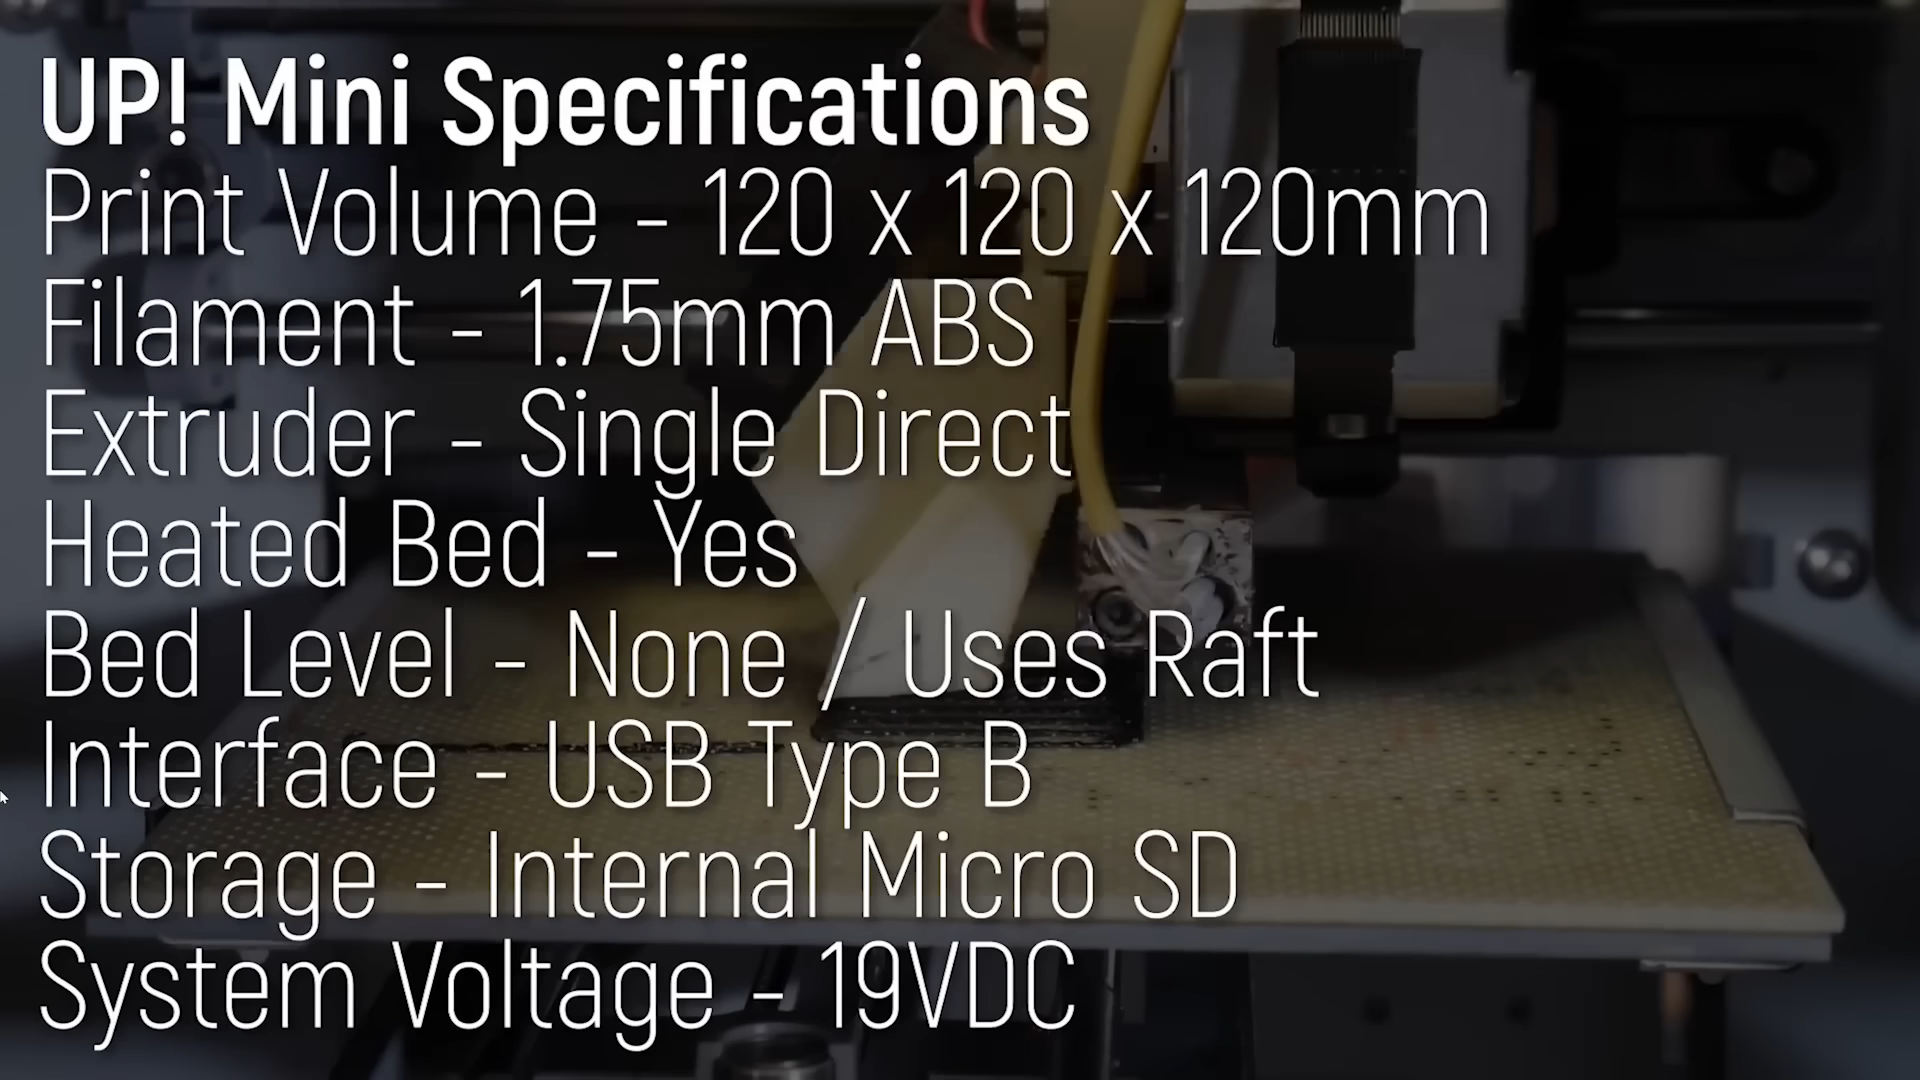 UP! Mini Specifications
Print Volume - 120 x 120 x 120mm
Filament - 1.75mm ABS
Extruder - Single Direct
Heated Bed - Yes
Bed Level - None / Uses Raft
Interface - USB Type B
Storage - Internal Micro SD
System Voltage - 19VDC